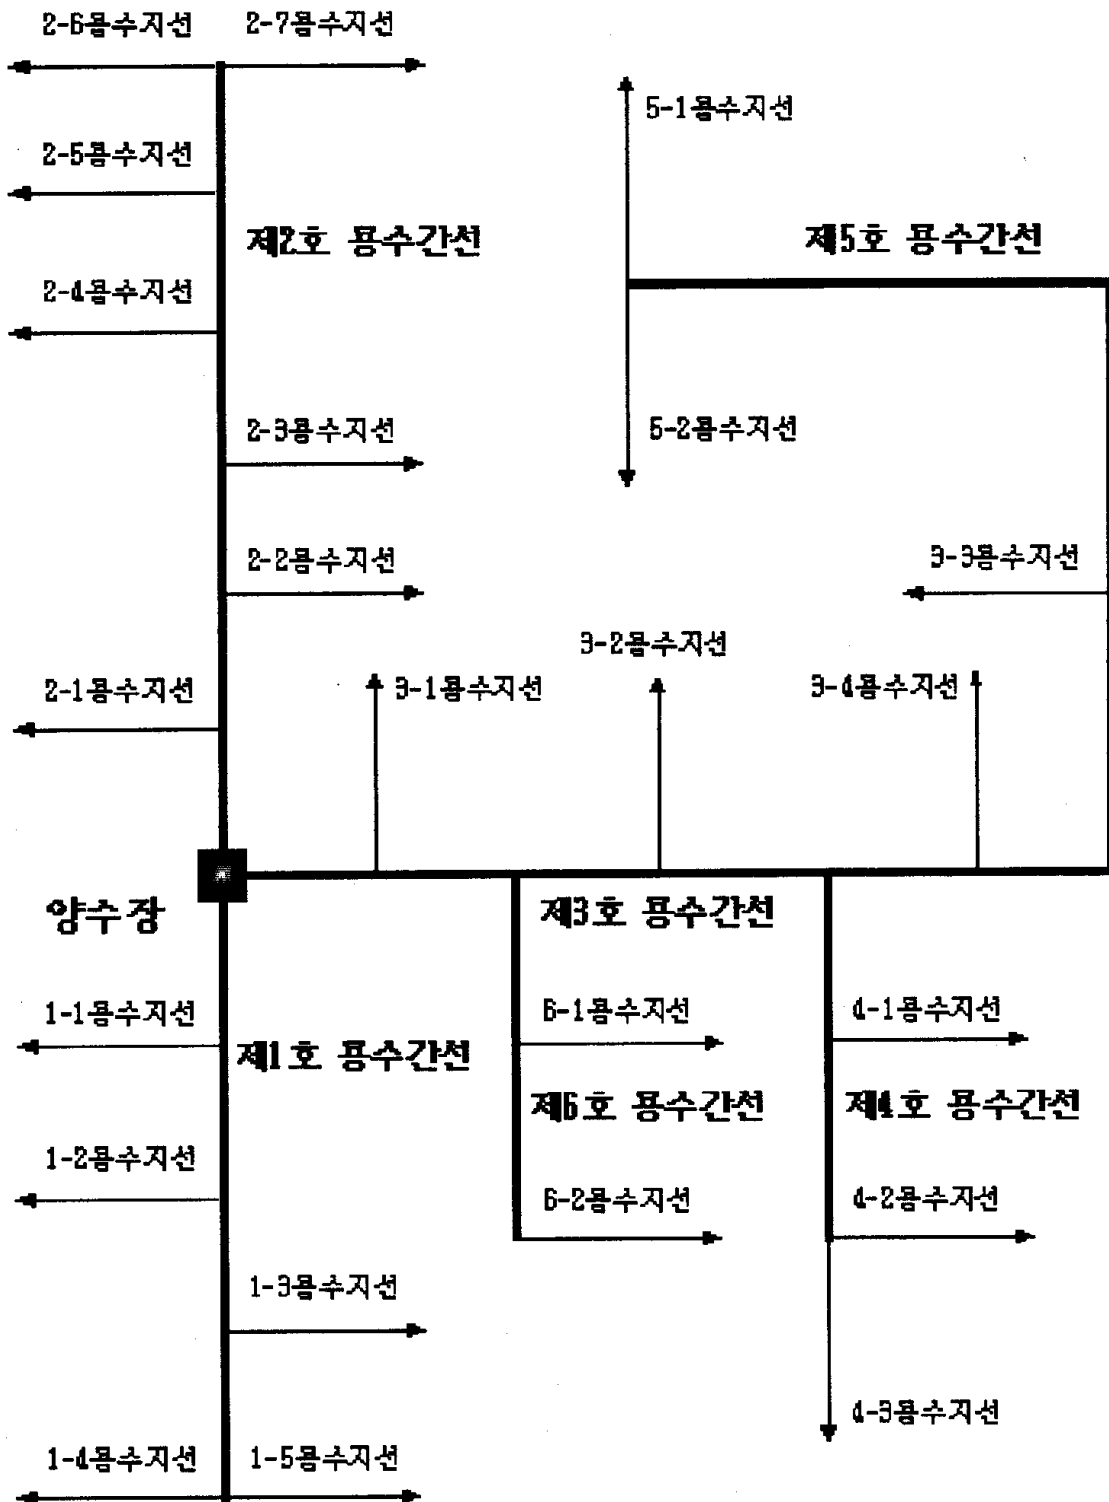 2-6용수지선 2-7용수지선
5-1용수지선
2-5용수지선
제2호 용수간선 제5호 용수간선
2-4용수지선
2-3용수지선 5-2용수지선
2-2용수지선 3-3용수지선
3-2용수지선
2-1용수지선 3-1용수지선 3-4용수지선
양수장 제3호 용수간선
1-1용수지선 6-1용수지선 4-1용수지선
제1호 용수간선
제6호 용수간선 제4호 용수간선
1-2용수지선
6-2용수지선 4-2용수지선
1-3용수지선
4-3용수지선
1-4용수지선 1-5용수지선